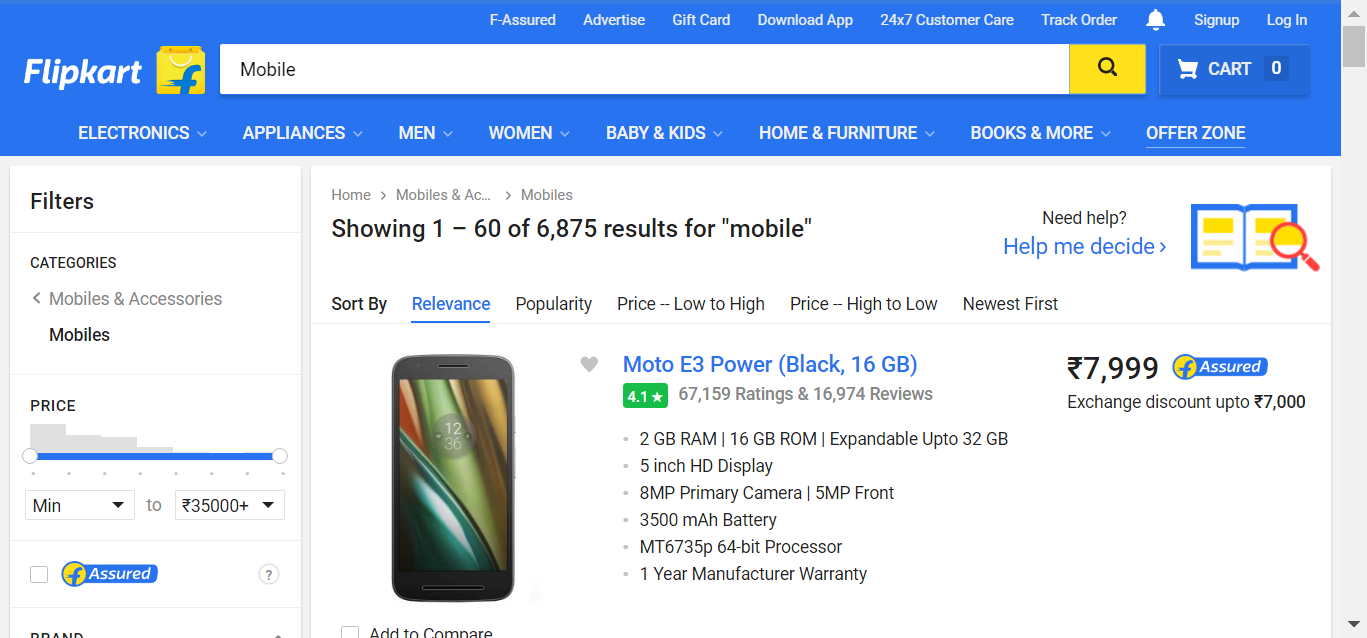 F-Assured Advertise Gift Card Download App 24x7 Customer Care Track Order Signup Log In
Flipkart Mobile CART 0
ELECTRONICS APPLIANCES MEN WOMEN BABY & KIDS HOME & FURNITURE BOOKS & MORE OFFER ZONE
Filters
CATEGORIES
Mobiles & Accessories
Mobiles
PRICE
Min to ₹35000+
f Assured ?
BRAND
Home > Mobiles & Ac... > Mobiles
Showing 1 – 60 of 6,875 results for "mobile"
Need help?
Help me decide ›
Sort By Relevance Popularity Price -- Low to High Price -- High to Low Newest First
12
36
Moto E3 Power (Black, 16 GB)
4.1 ★ 67,159 Ratings & 16,974 Reviews
2 GB RAM | 16 GB ROM | Expandable Upto 32 GB
5 inch HD Display
8MP Primary Camera | 5MP Front
3500 mAh Battery
MT6735p 64-bit Processor
1 Year Manufacturer Warranty
₹7,999 f Assured
Exchange discount upto ₹7,000
Add to Compare